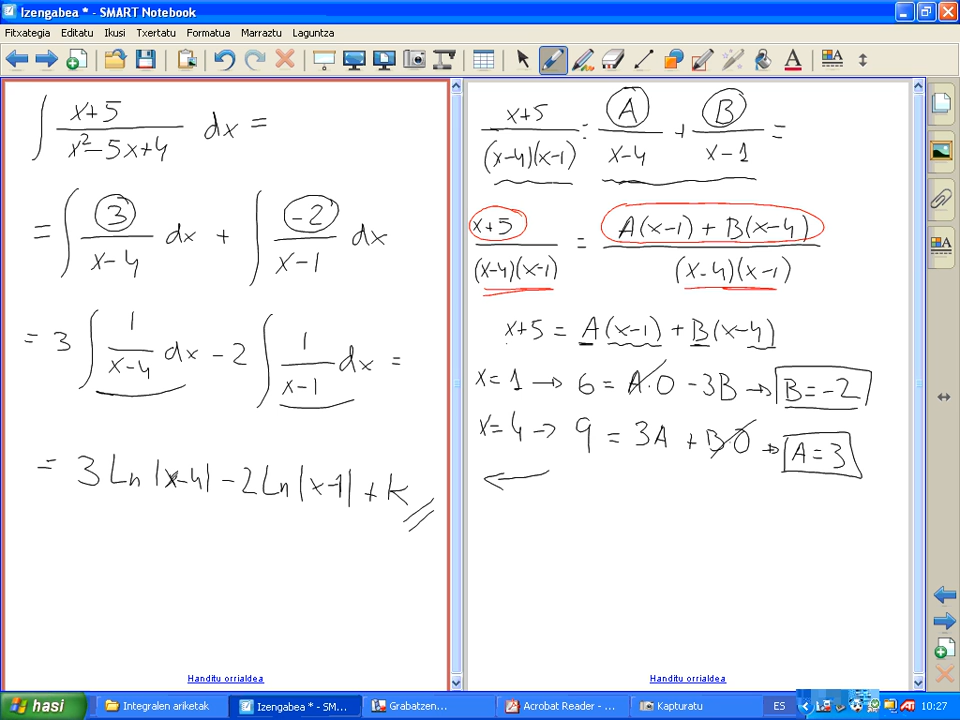 Izengabea * - SMART Notebook
Fitxategia Editatu Ikusi Txertatu Formatua Marraztu Laguntza
∫ (x+5)/(x²-5x+4) dx =
= ∫ 3/(x-4) dx + ∫ -2/(x-1) dx
= 3 ∫ 1/(x-4) dx - 2 ∫ 1/(x-1) dx =
= 3 Ln |x-4| - 2 Ln |x-1| + K
Handitu orrialdea
(x+5)/((x-4)(x-1)) = A/(x-4) + B/(x-1) =
(x+5)/((x-4)(x-1)) = (A(x-1) + B(x-4))/((x-4)(x-1))
x+5 = A(x-1) + B(x-4)
x=1 → 6 = A·0 - 3B → B = -2
x=4 → 9 = 3A + B·0 → A = 3
←
Handitu orrialdea
hasi Integralen ariketak Izengabea * - SM... Grabatzen... Acrobat Reader - ... Kapturatu ES 10:27